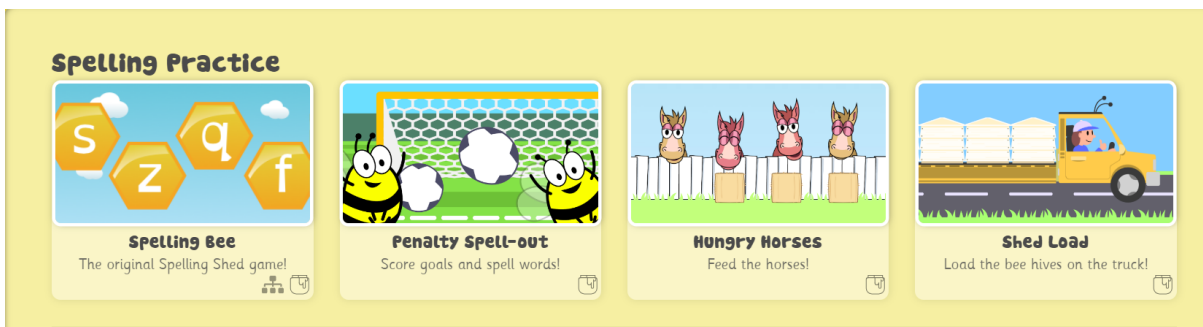 Spelling Practice
s z q f
Spelling Bee
The original Spelling Shed game!
Penalty Spell-out
Score goals and spell words!
Hungry Horses
Feed the horses!
Shed Load
Load the bee hives on the truck!